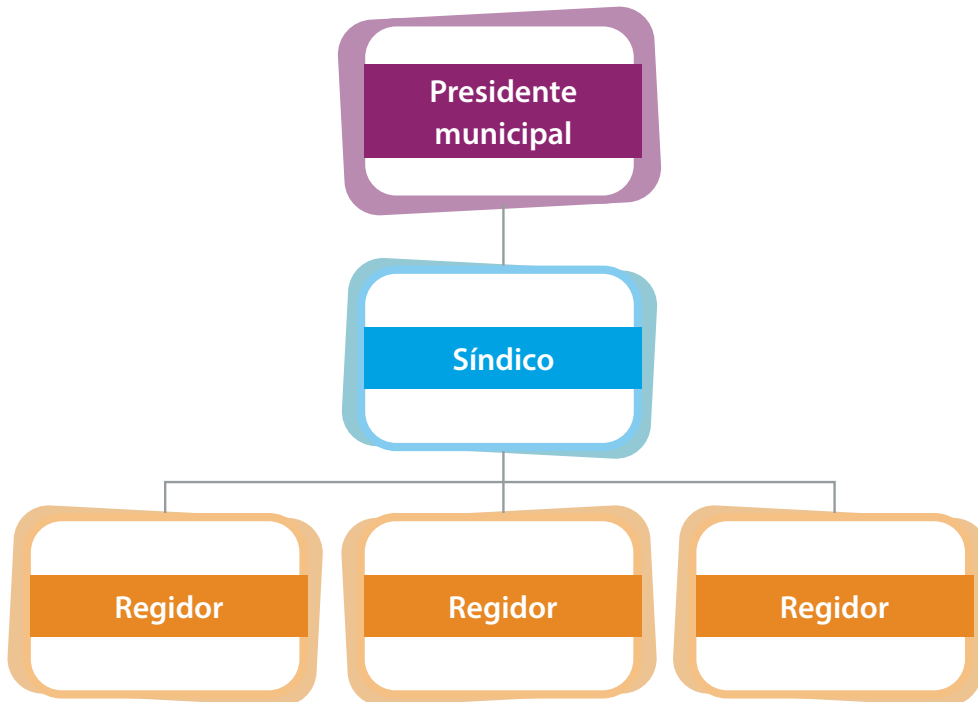 Presidente
municipal
Síndico
Regidor
Regidor
Regidor